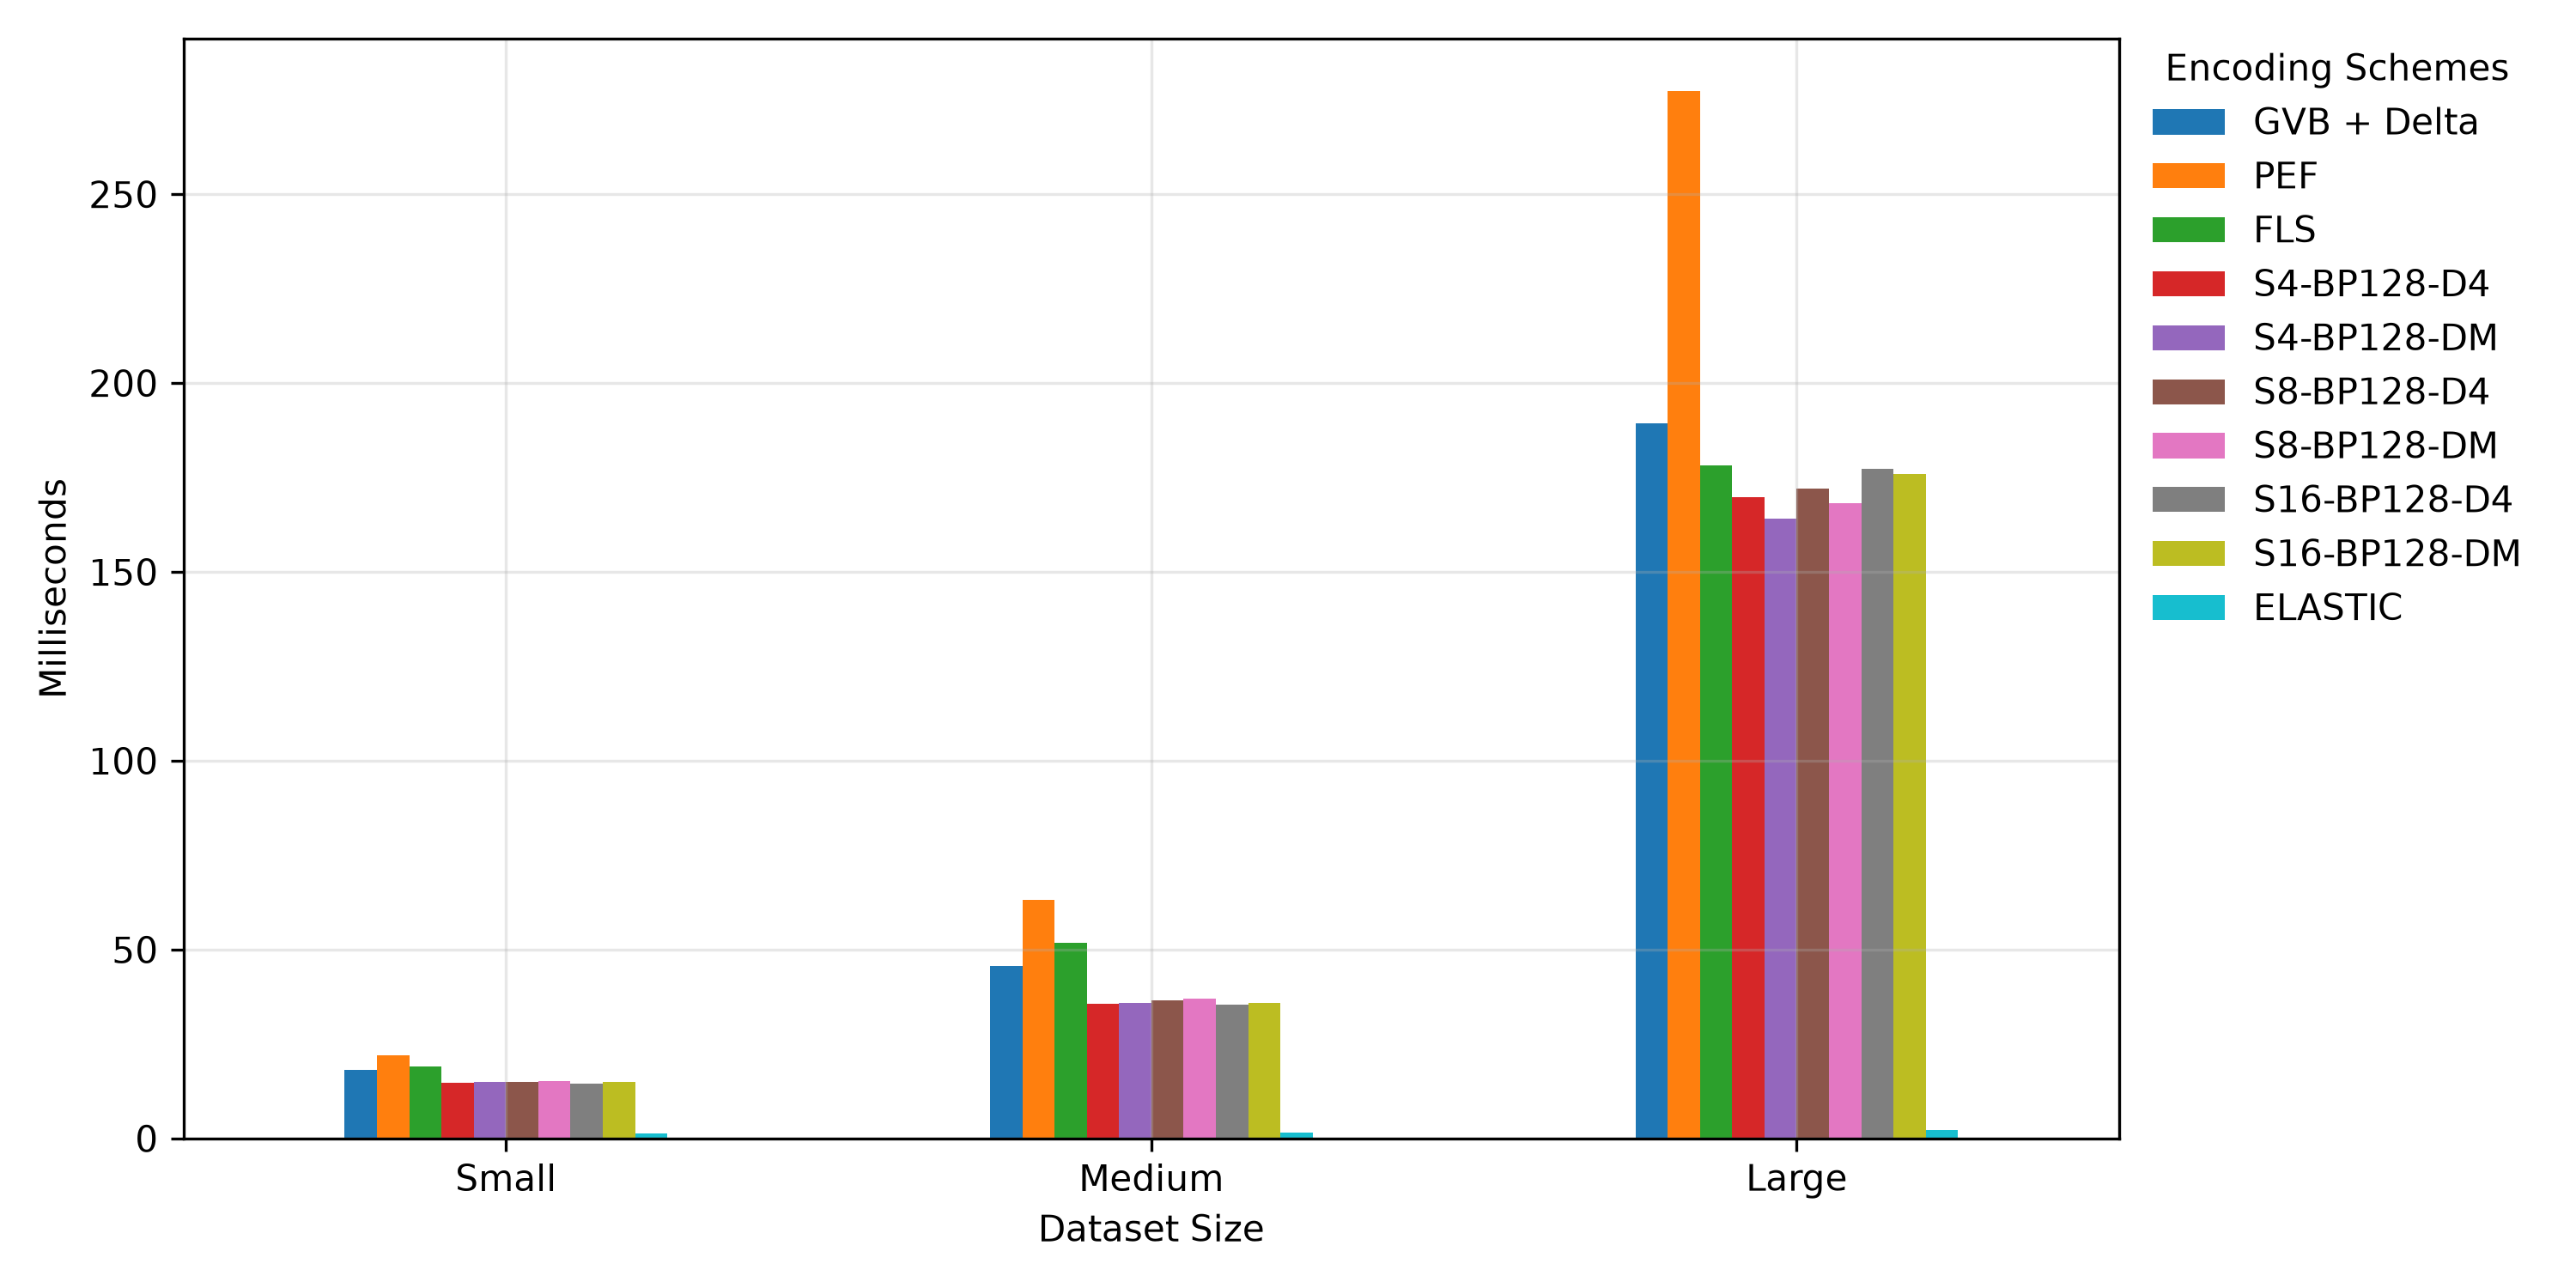 Encoding Schemes
GVB + Delta
PEF
FLS
S4-BP128-D4
S4-BP128-DM
S8-BP128-D4
S8-BP128-DM
S16-BP128-D4
S16-BP128-DM
ELASTIC
Milliseconds
250
200
150
100
50
0
Small
Medium
Large
Dataset Size